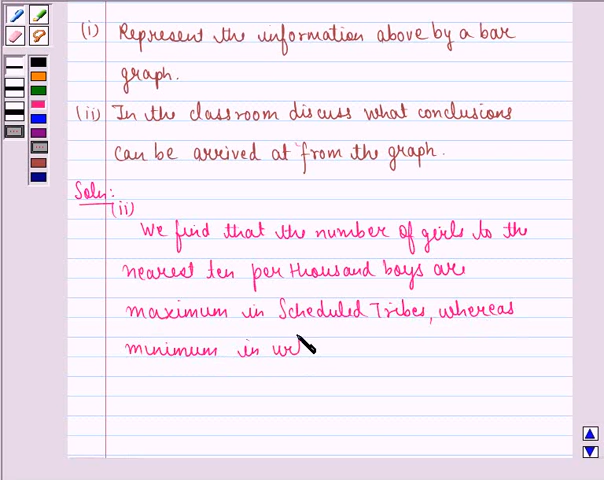 (i) Represent the information above by a bar
graph.
(ii) In the classroom discuss what conclusions
can be arrived at from the graph.
Soln:
(ii)
We find that the number of girls to the
nearest ten per thousand boys are
maximum in Scheduled Tribes, whereas
minimum in